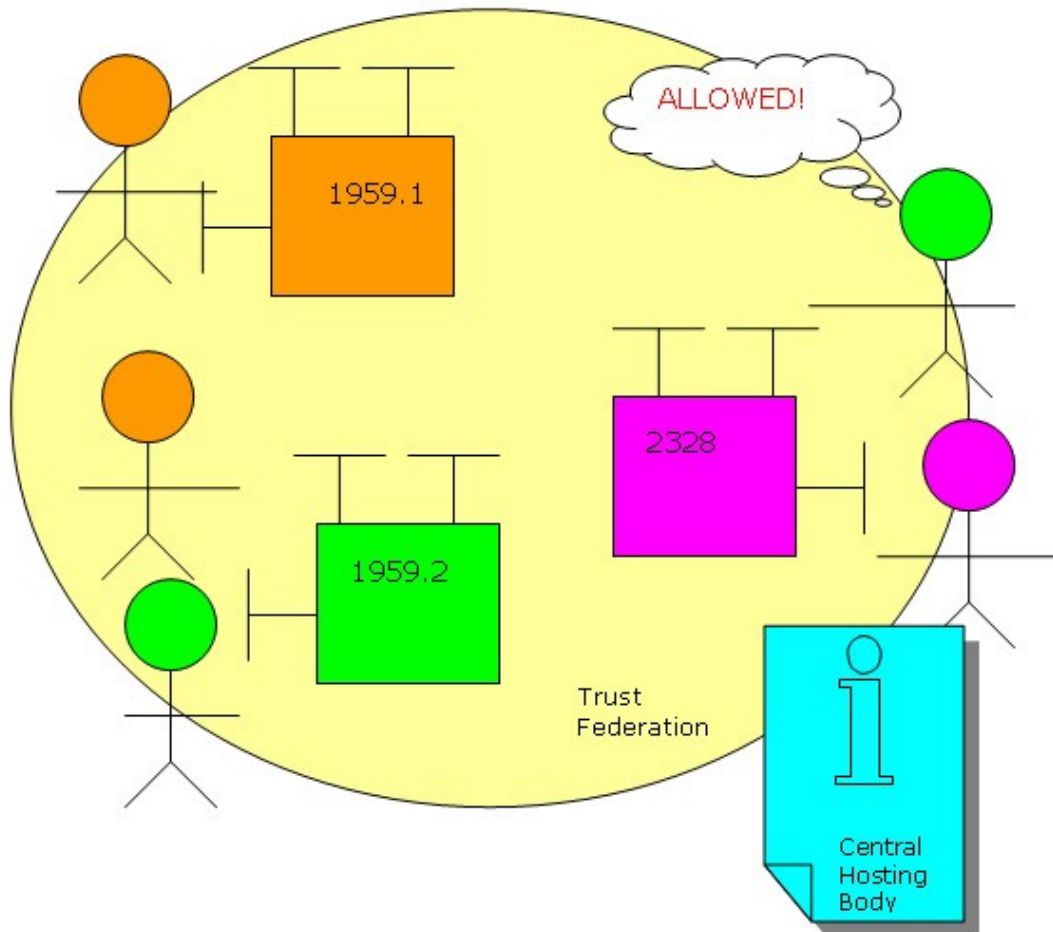 ALLOWED!
1959.1
2328
1959.2
Trust
Federation
Central
Hosting
Body